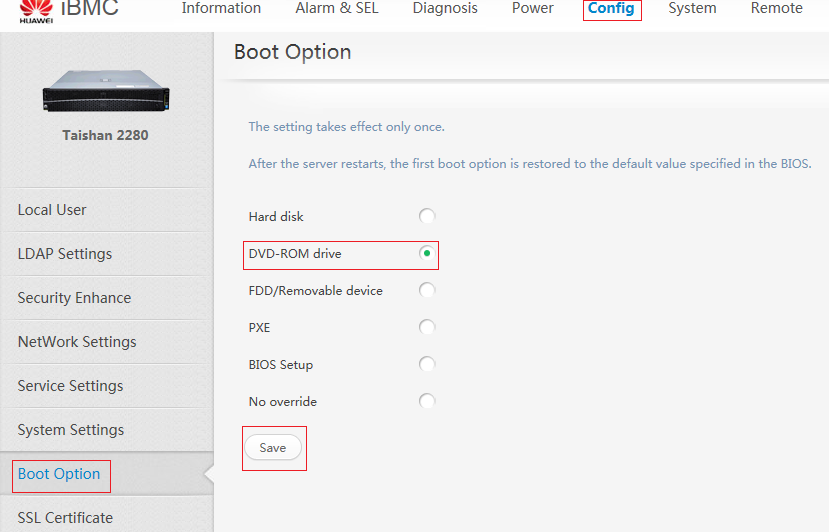 HUAWEI
iBMC
Information Alarm & SEL Diagnosis Power Config System Remote
Taishan 2280
Local User
LDAP Settings
Security Enhance
NetWork Settings
Service Settings
System Settings
Boot Option
SSL Certificate
Boot Option
The setting takes effect only once.
After the server restarts, the first boot option is restored to the default value specified in the BIOS.
Hard disk
DVD-ROM drive
FDD/Removable device
PXE
BIOS Setup
No override
Save